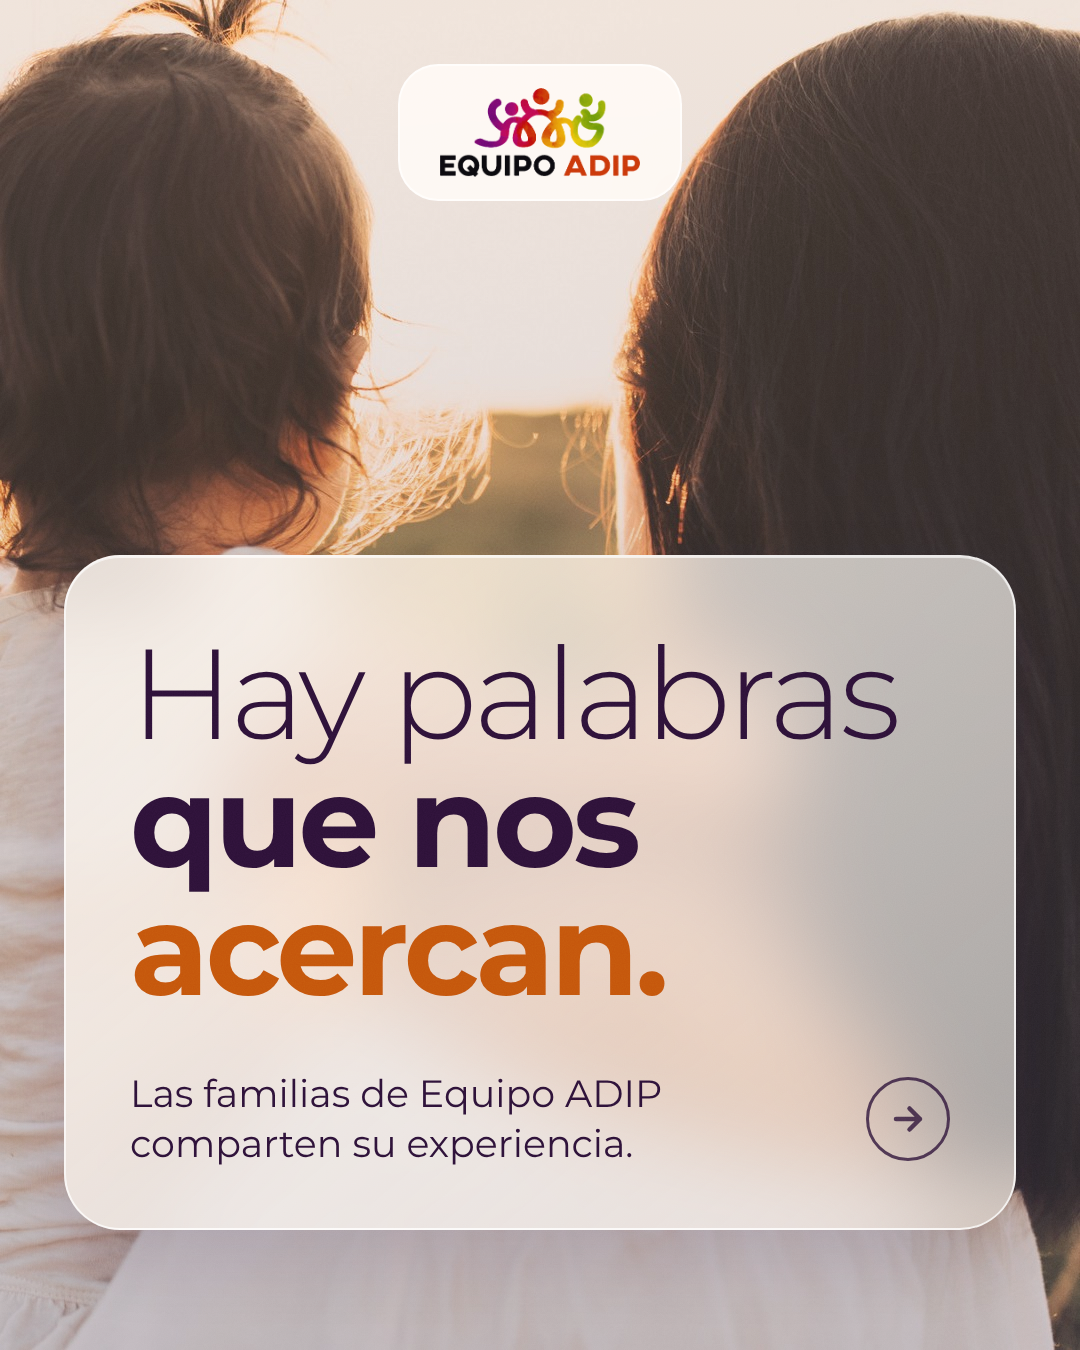 EQUIPO ADIP
Hay palabras
que nos
acercan.
Las familias de Equipo ADIP
comparten su experiencia.